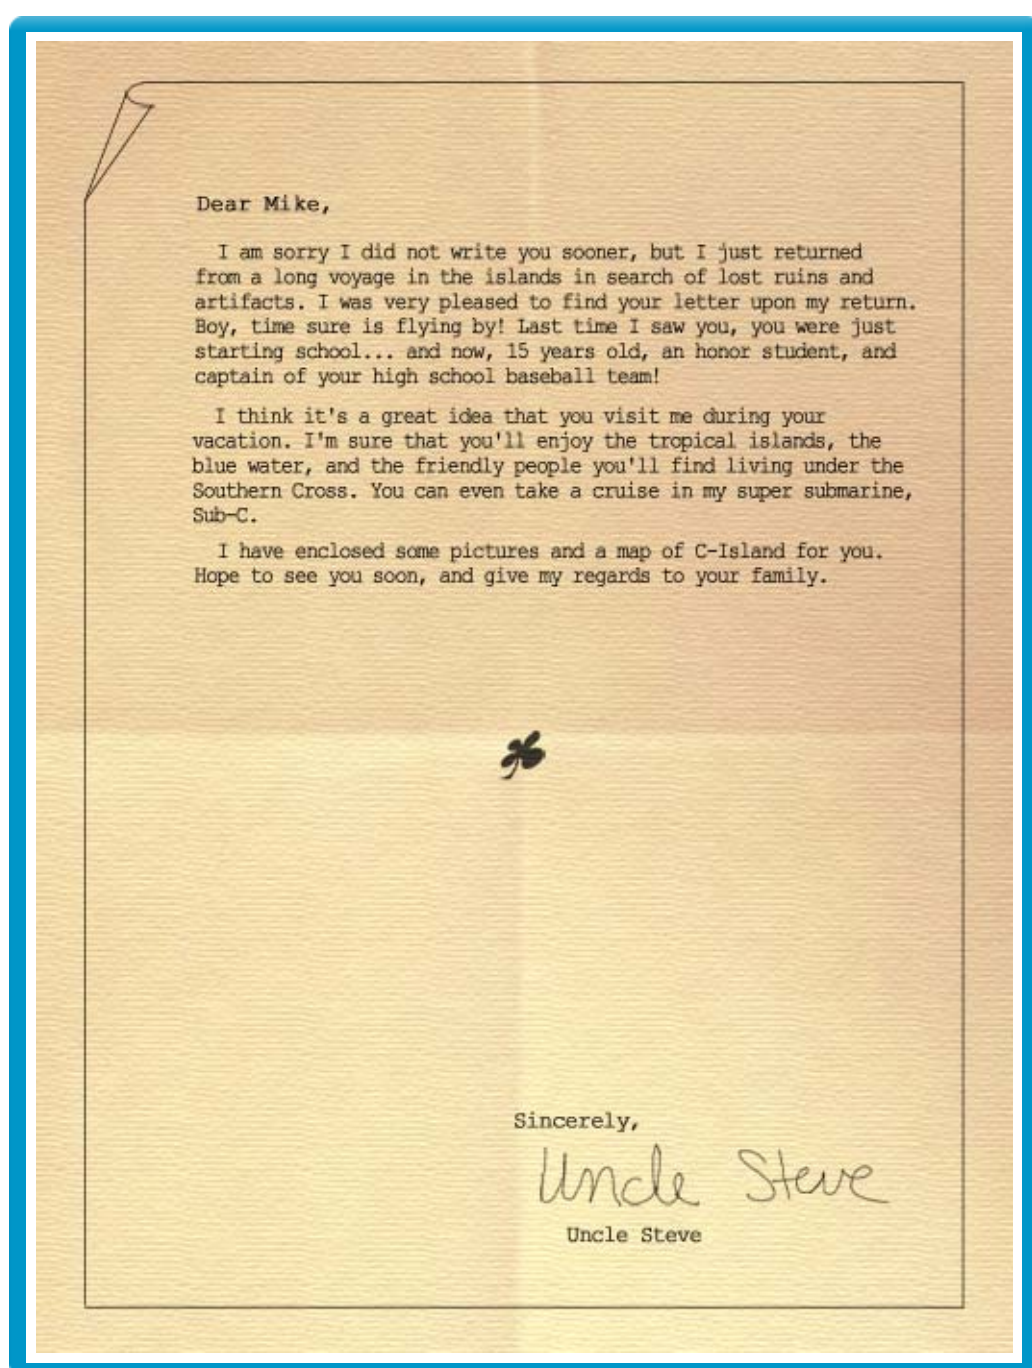 Dear Mike,
I am sorry I did not write you sooner, but I just returned
from a long voyage in the islands in search of lost ruins and
artifacts. I was very pleased to find your letter upon my return.
Boy, time sure is flying by! Last time I saw you, you were just
starting school... and now, 15 years old, an honor student, and
captain of your high school baseball team!
I think it's a great idea that you visit me during your
vacation. I'm sure that you'll enjoy the tropical islands, the
blue water, and the friendly people you'll find living under the
Southern Cross. You can even take a cruise in my super submarine,
Sub-C.
I have enclosed some pictures and a map of C-Island for you.
Hope to see you soon, and give my regards to your family.
Sincerely,
Uncle Steve
Uncle Steve